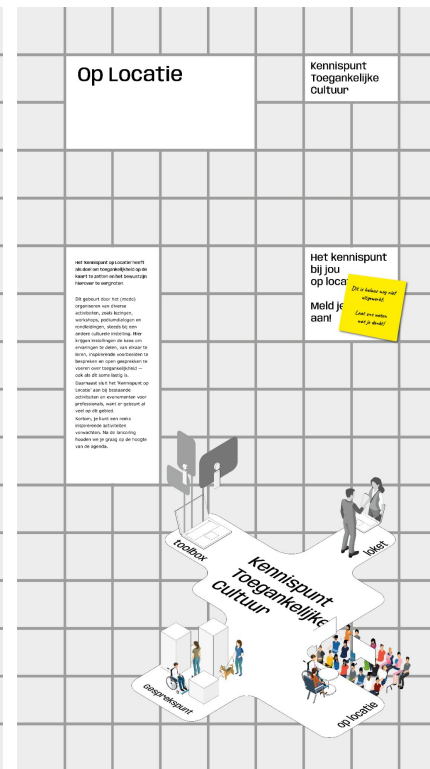 Op Locatie
Kennispunt
Toegankelijke
Cultuur
Het Kennispunt op Locatie heeft
als doel om toegankelijkheid op de
kaart te zetten en het bewustzijn
hierover te vergroten.
Dit gebeurt door het (mede)
organiseren van diverse
activiteiten, zoals lezingen,
workshops, podiumdialogen en
rondleidingen, steeds bij een
andere culturele instelling. Hier
krijgen instellingen de kans om
ervaringen te delen, van elkaar te
leren, inspirerende voorbeelden te
bespreken en open gesprekken te
voeren over toegankelijkheid —
ook als dit soms lastig is.
Daarnaast sluit het 'Kennispunt op
Locatie' aan bij bestaande
activiteiten en evenementen voor
professionals, want er gebeurt al
veel op dit gebied.
Kortom, je kunt een reeks
inspirerende activiteiten
verwachten. Na de lancering
houden we je graag op de hoogte
van de agenda.
Het kennispunt
bij jou
op locat
Meld je
aan!
Dit is helaas nog niet
uitgewerkt.
Laat ons weten
wat je denkt!
toolbox
loket
Kennispunt
Toegankelijke
Cultuur
Gesprekspunt
op locatie